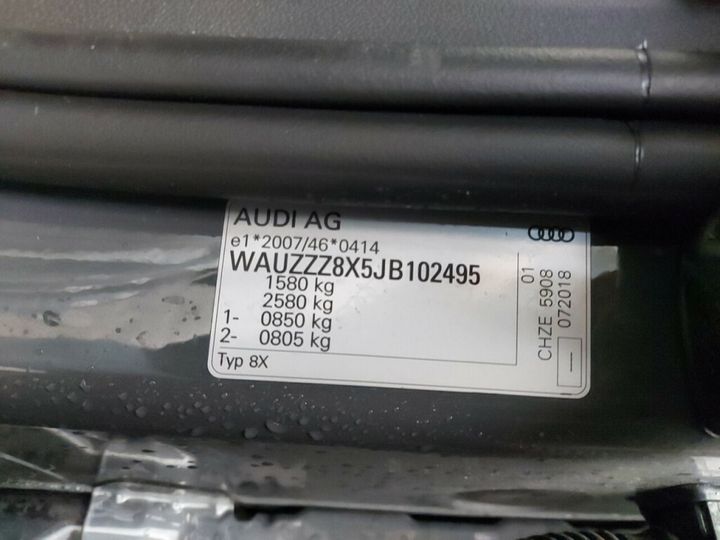 AUDI AG
e1*2007/46*0414
WAUZZZ8X5JB102495
1580 kg
2580 kg
1- 0850 kg
2- 0805 kg
Typ 8X
01
CHZE 5908
072018
---